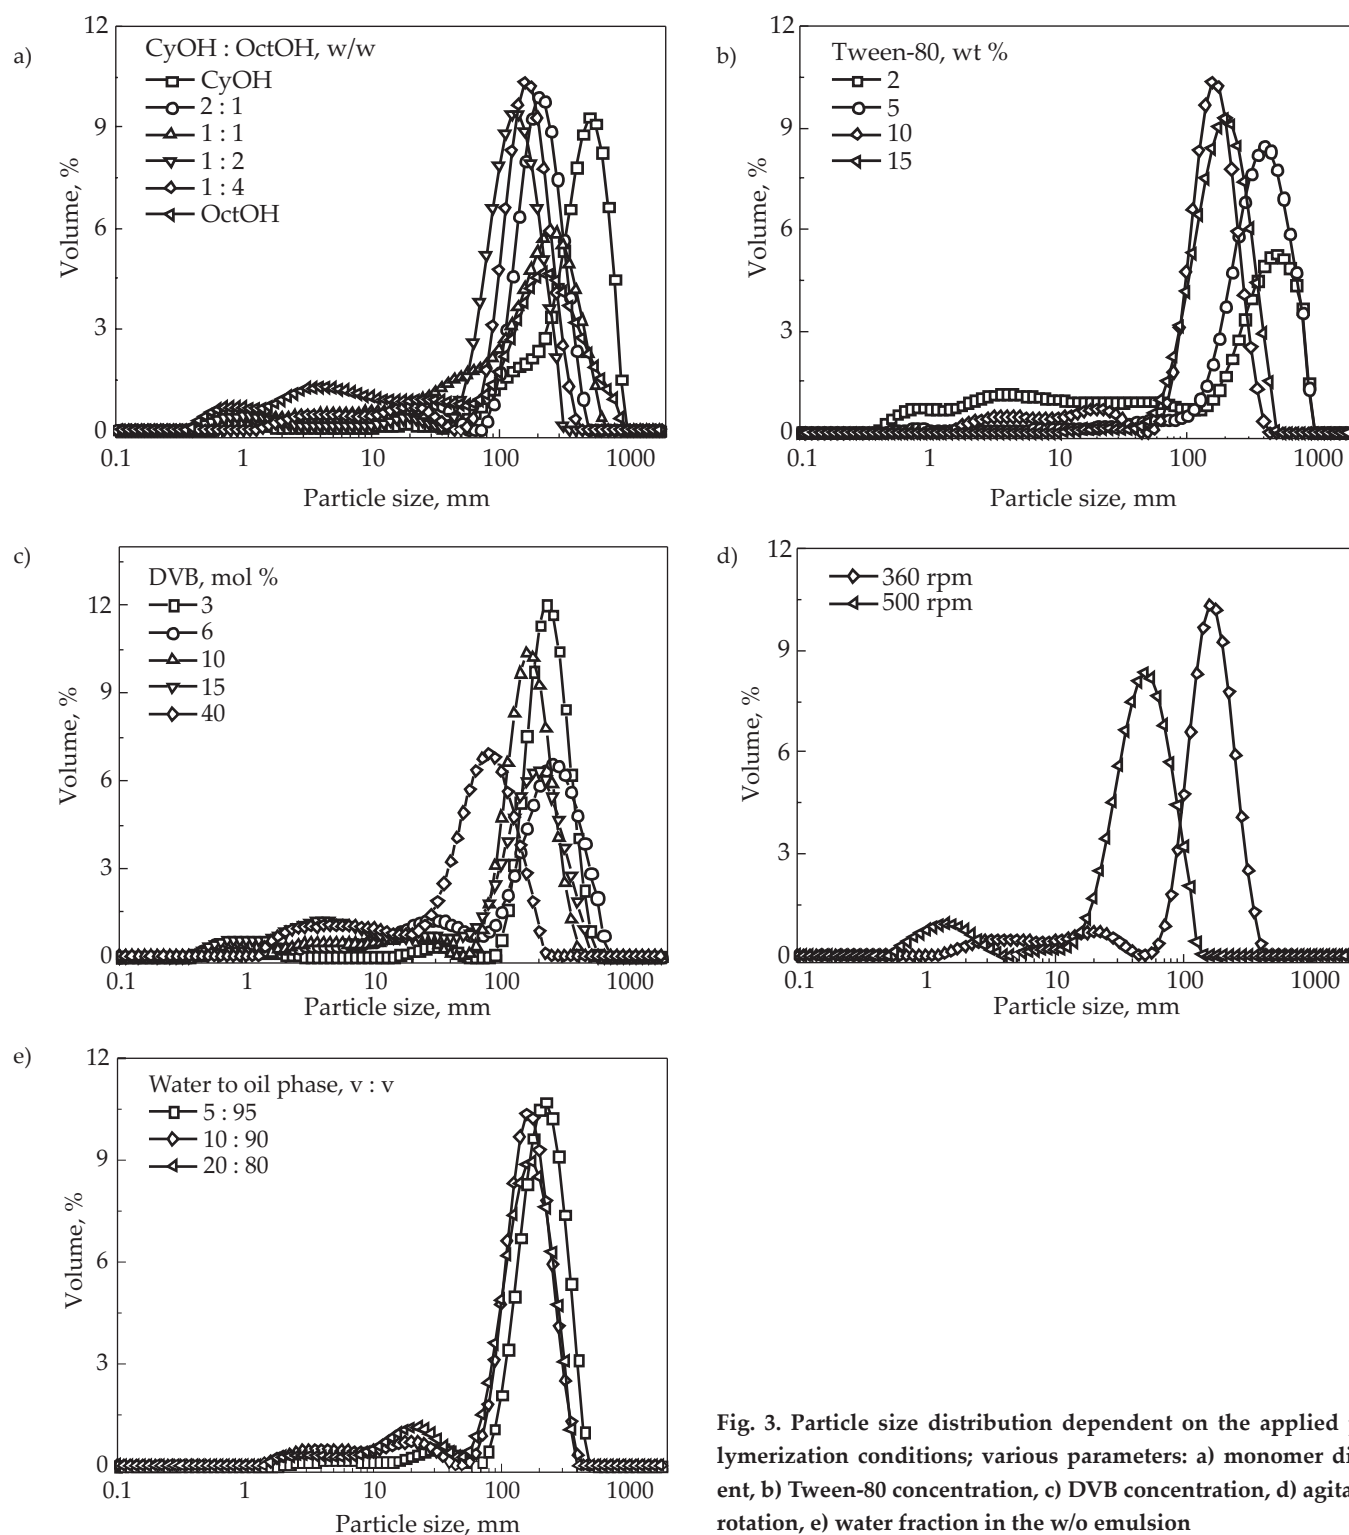 a)
CyOH : OctOH, w/w
CyOH
2 : 1
1 : 1
1 : 2
1 : 4
OctOH
12
9
6
3
0
Volume, %
0.1
1
10
100
1000
Particle size, mm
b)
Tween-80, wt %
2
5
10
15
12
9
6
3
0
Volume, %
0.1
1
10
100
1000
Particle size, mm
c)
DVB, mol %
3
6
10
15
40
12
9
6
3
0
Volume, %
0.1
1
10
100
1000
Particle size, mm
d)
360 rpm
500 rpm
12
9
6
3
0
Volume, %
0.1
1
10
100
1000
Particle size, mm
e)
Water to oil phase, v : v
5 : 95
10 : 90
20 : 80
12
9
6
3
0
Volume, %
0.1
1
10
100
1000
Particle size, mm
Fig. 3. Particle size distribution dependent on the applied
lymerization conditions; various parameters: a) monomer di
ent, b) Tween-80 concentration, c) DVB concentration, d) agita
rotation, e) water fraction in the w/o emulsion